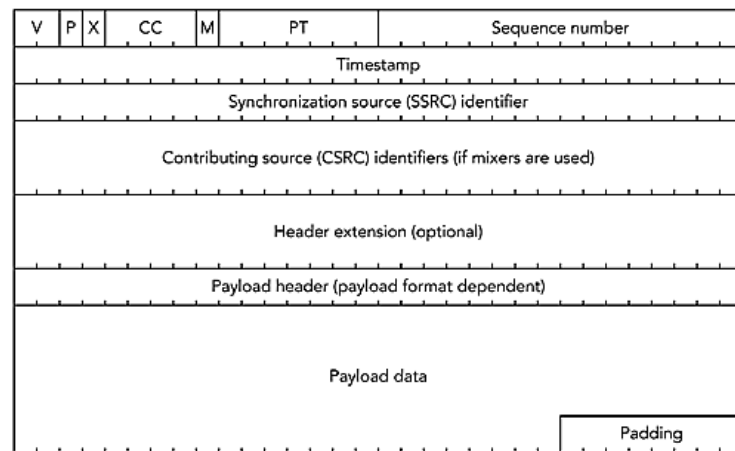 V P X CC M PT Sequence number
Timestamp
Synchronization source (SSRC) identifier
Contributing source (CSRC) identifiers (if mixers are used)
Header extension (optional)
Payload header (payload format dependent)
Payload data
Padding